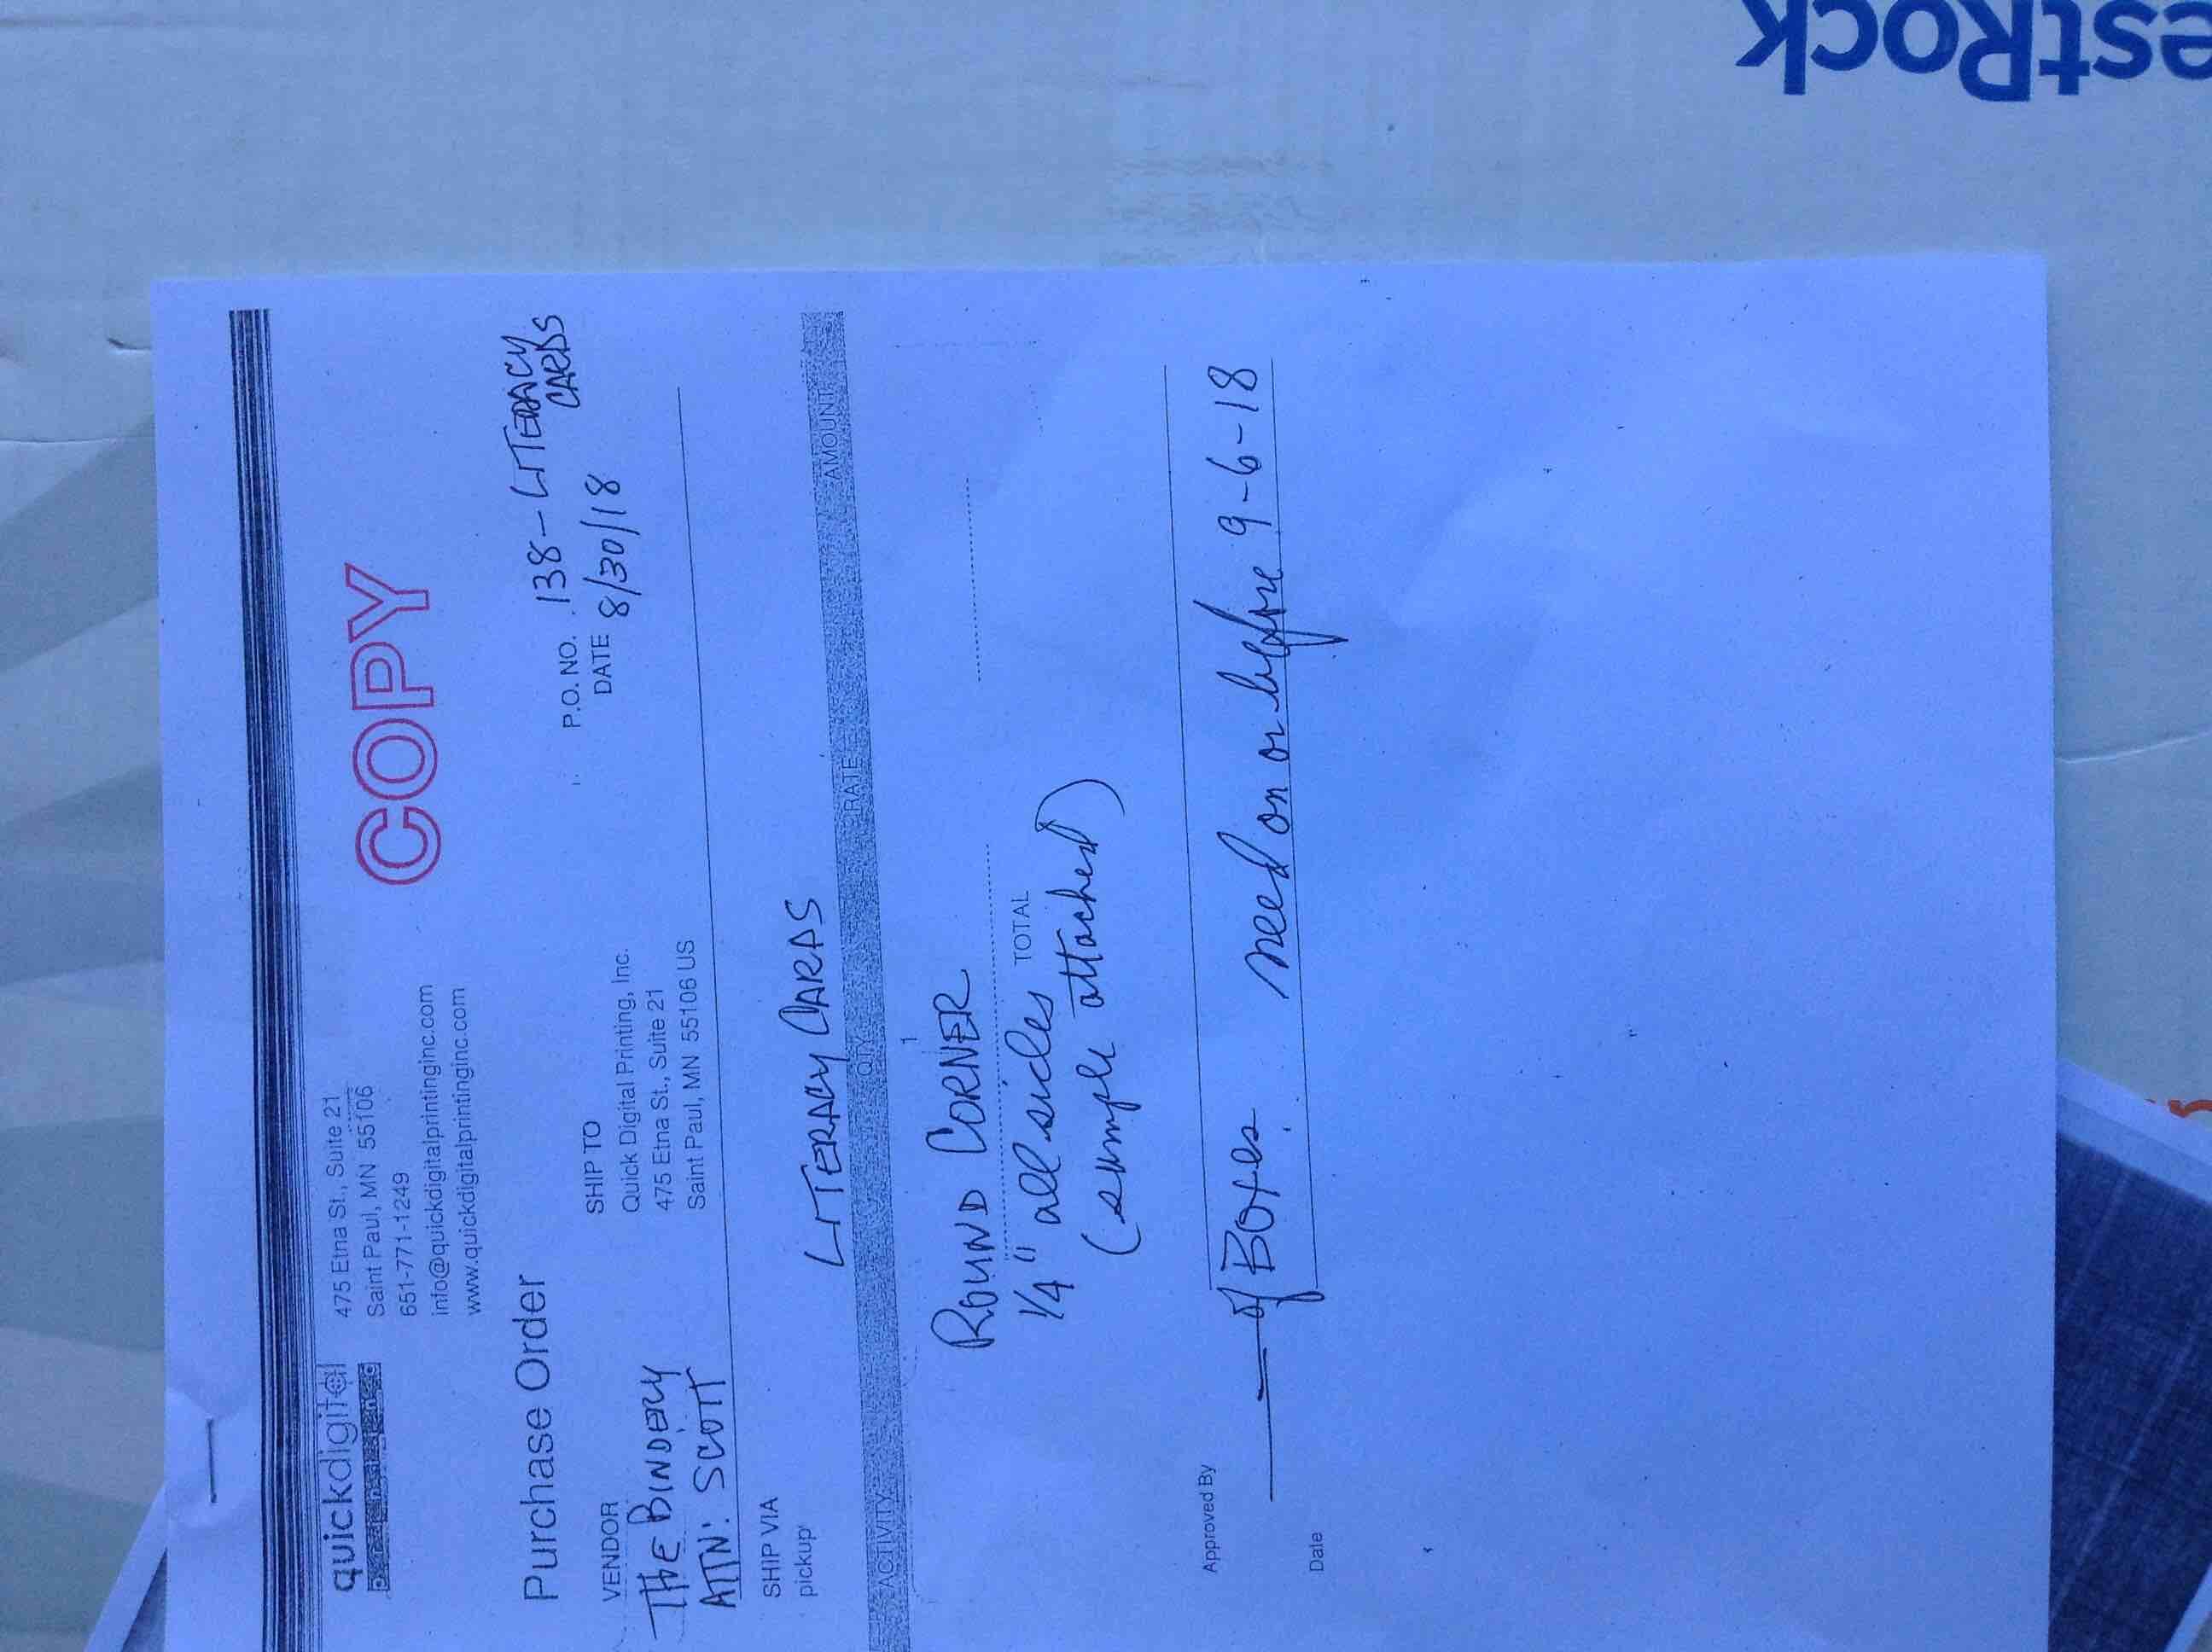 estRock
quickdigital
475 Etna St., Suite 21
Saint Paul, MN 55106
651-771-1249
info@quickdigitalprintinginc.com
www.quickdigitalprintinginc.com
COPY
Purchase Order
P.O. NO. 138-LITERACY CARDS
DATE 8/30/18
VENDOR
THE BINDERY
ATTN: SCOTT
SHIP TO
Quick Digital Printing, Inc.
475 Etna St., Suite 21
Saint Paul, MN 55106 US
SHIP VIA
pickup
LITERACY CARDS
ACTIVITY QTY RATE AMOUNT
1
ROUND CORNER
TOTAL
1/4" all sides
(sample attached)
Approved By
of Boxes need on or before 9-6-18
Date